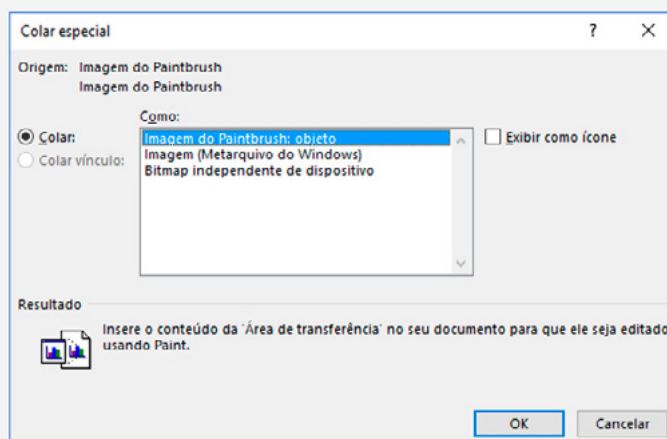 Colar especial
?
Origem: Imagem do Paintbrush
Imagem do Paintbrush
Como:
Colar:
Colar vínculo:
Imagem do Paintbrush: objeto
Imagem (Metarquivo do Windows)
Bitmap independente de dispositivo
Exibir como ícone
Resultado
Insere o conteúdo da 'Área de transferência' no seu documento para que ele seja editado
usando Paint.
OK
Cancelar